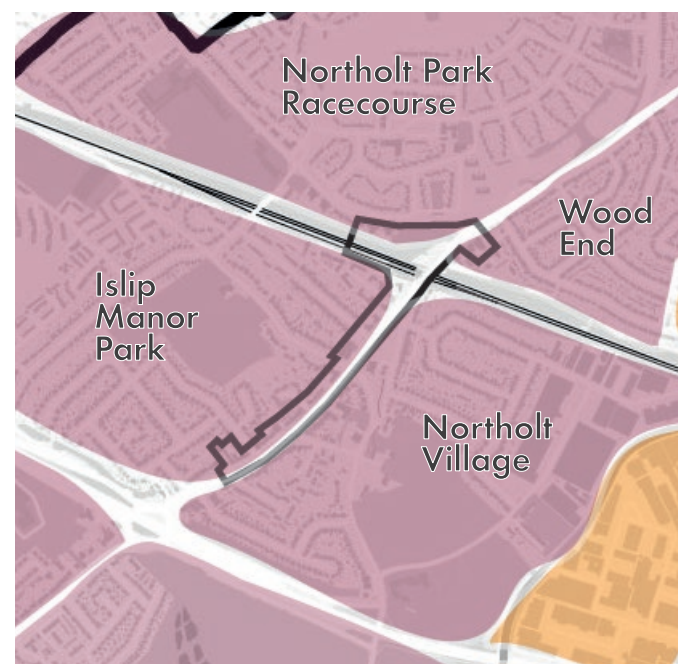 Northolt Park
Racecourse
Wood
End
Islip
Manor
Park
Northolt
Village